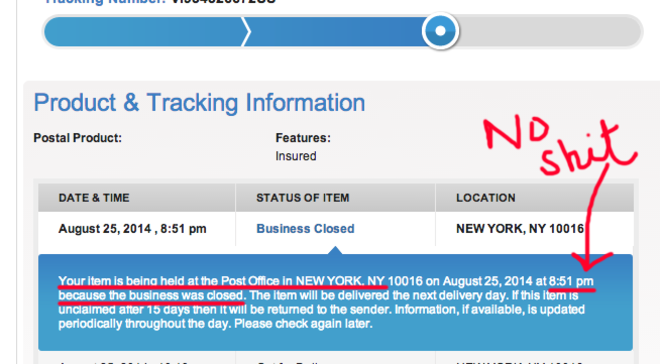 Product & Tracking Information
NO
shit
Postal Product:
Features:
Insured
DATE & TIME
STATUS OF ITEM
LOCATION
August 25, 2014 , 8:51 pm
Business Closed
NEW YORK, NY 10016
Your item is being held at the Post Office in NEW YORK, NY 10016 on August 25, 2014 at 8:51 pm
because the business was closed. The item will be delivered the next delivery day. If this item is
unclaimed after 15 days then it will be returned to the sender. Information, if available, is updated
periodically throughout the day. Please check again later.